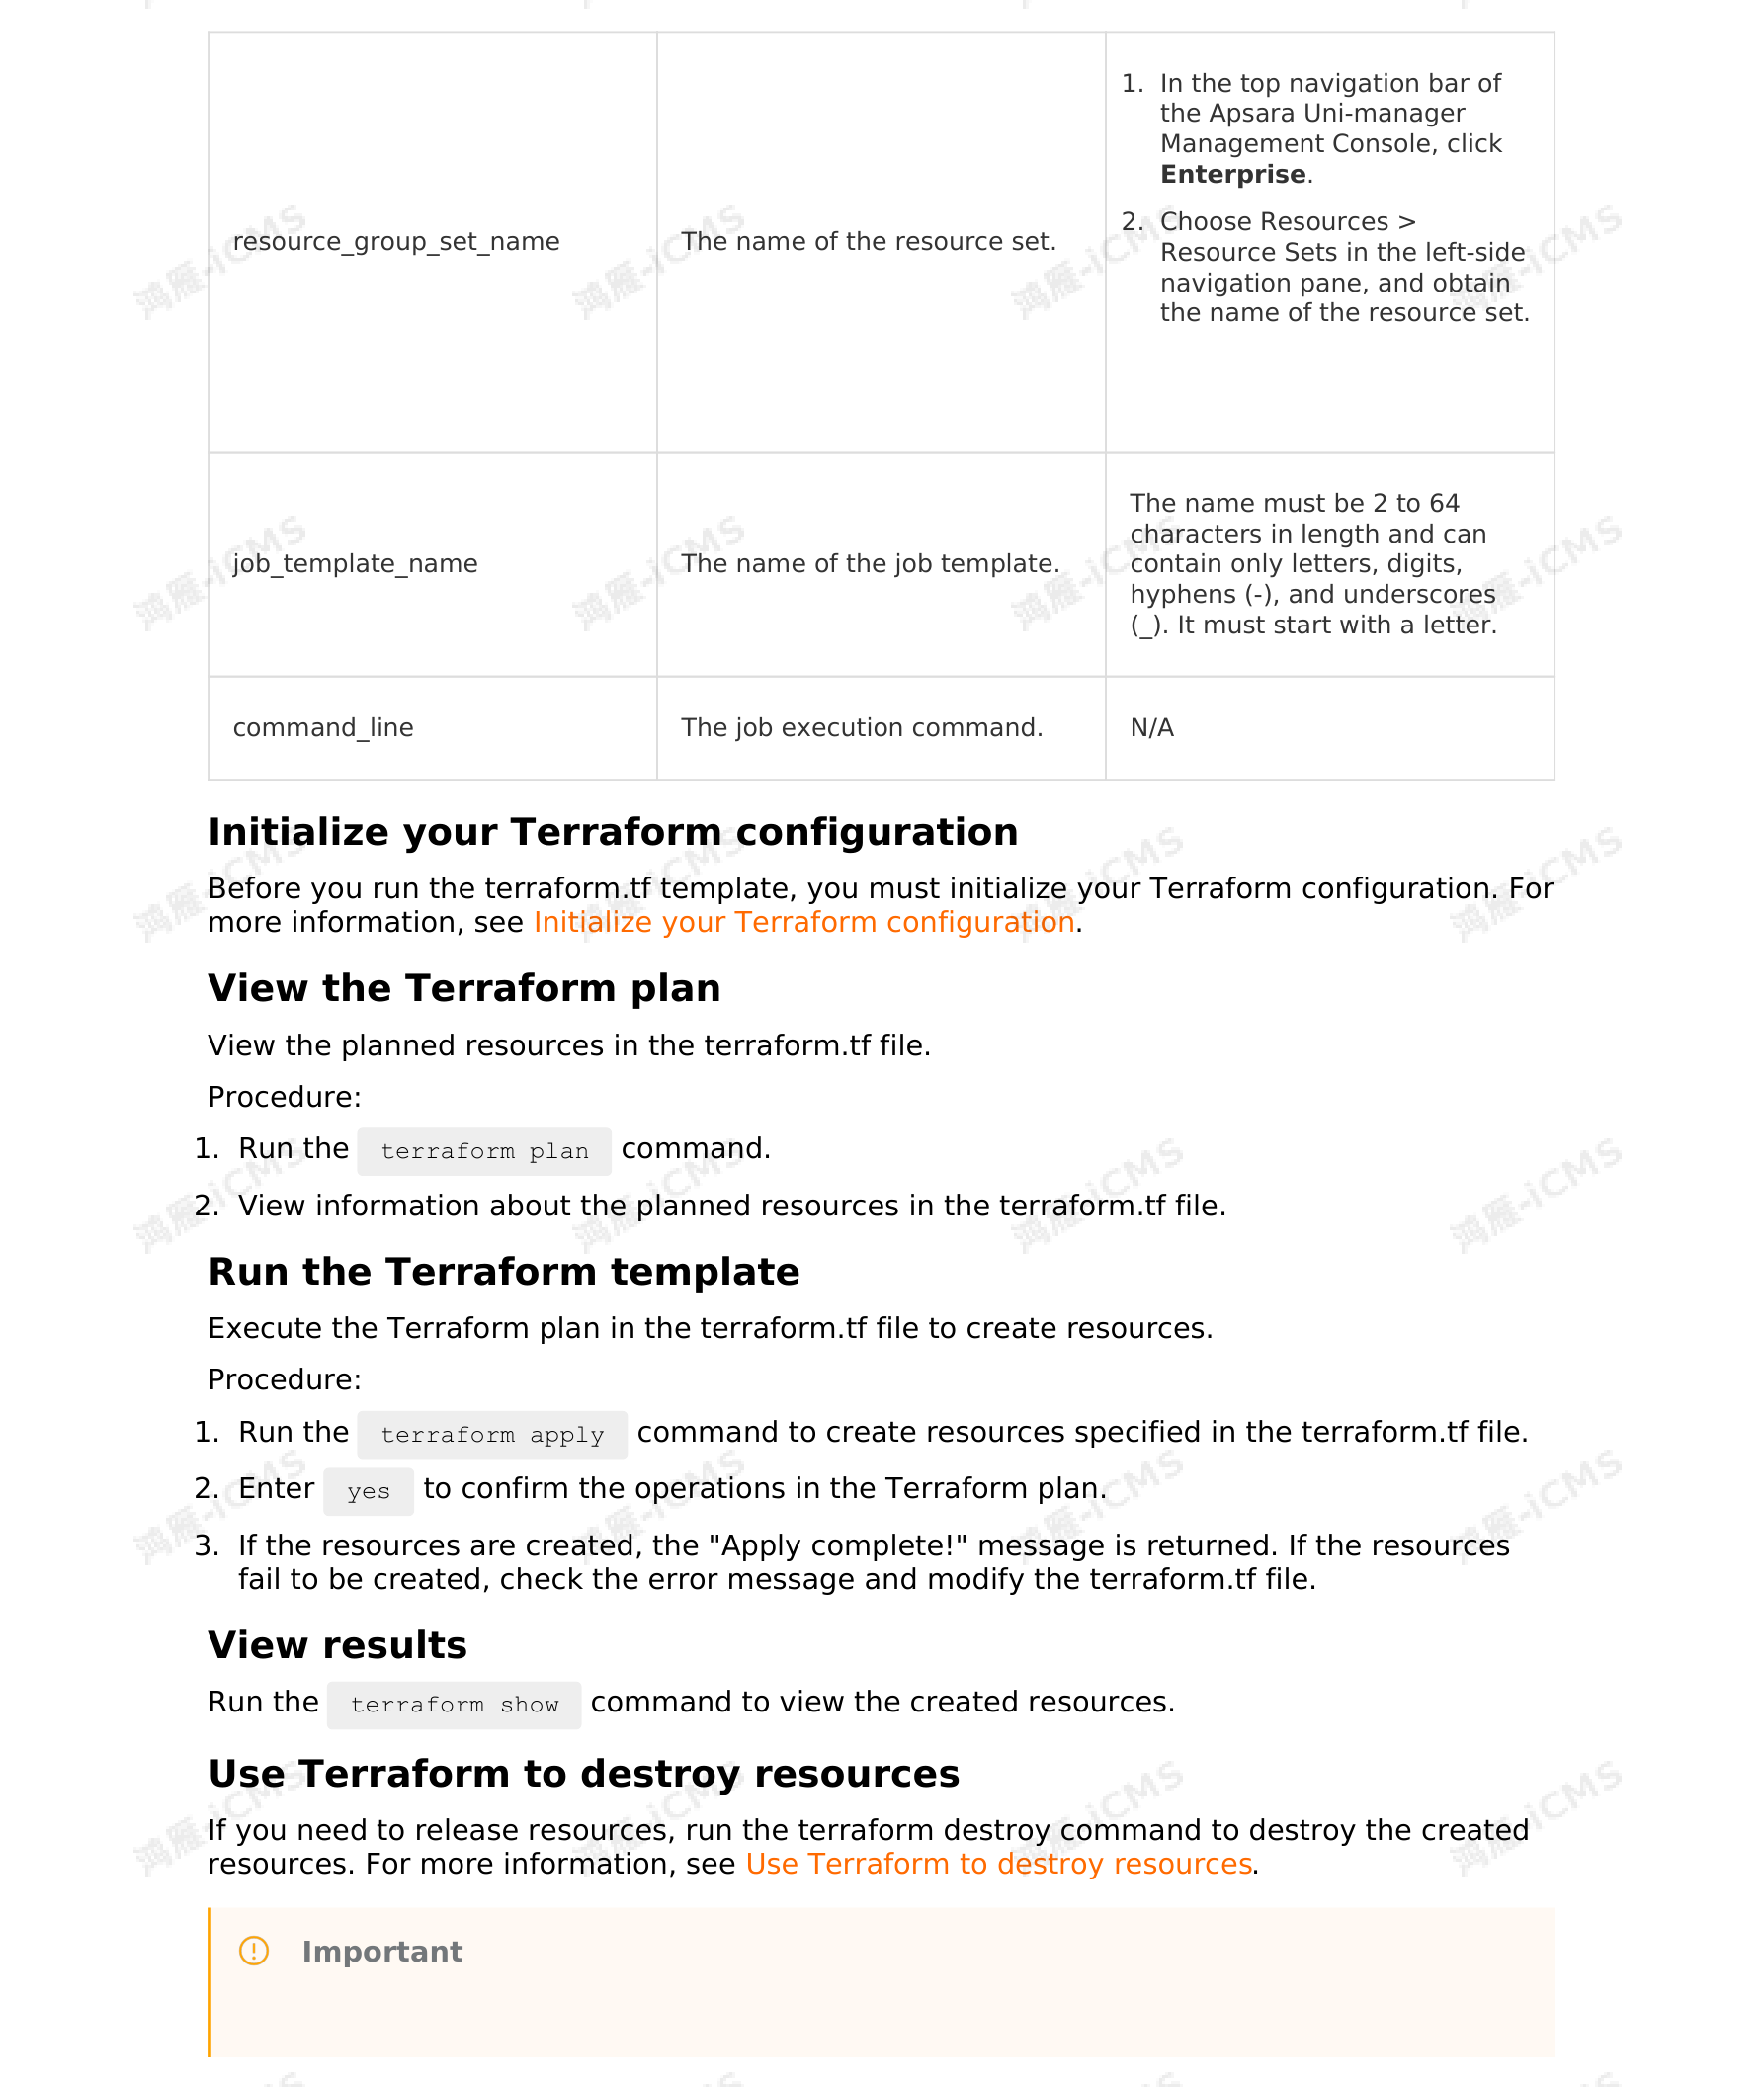 resource_group_set_name
The name of the resource set.
1. In the top navigation bar of
the Apsara Uni-manager
Management Console, click
Enterprise.
2. Choose Resources >
Resource Sets in the left-side
navigation pane, and obtain
the name of the resource set.
job_template_name
The name of the job template.
The name must be 2 to 64
characters in length and can
contain only letters, digits,
hyphens (-), and underscores
(_). It must start with a letter.
command_line
The job execution command.
N/A
Initialize your Terraform configuration
Before you run the terraform.tf template, you must initialize your Terraform configuration. For
more information, see Initialize your Terraform configuration.
View the Terraform plan
View the planned resources in the terraform.tf file.
Procedure:
1. Run the terraform plan command.
2. View information about the planned resources in the terraform.tf file.
Run the Terraform template
Execute the Terraform plan in the terraform.tf file to create resources.
Procedure:
1. Run the terraform apply command to create resources specified in the terraform.tf file.
2. Enter yes to confirm the operations in the Terraform plan.
3. If the resources are created, the "Apply complete!" message is returned. If the resources
fail to be created, check the error message and modify the terraform.tf file.
View results
Run the terraform show command to view the created resources.
Use Terraform to destroy resources
If you need to release resources, run the terraform destroy command to destroy the created
resources. For more information, see Use Terraform to destroy resources.
Important
鸿雁-iCMS